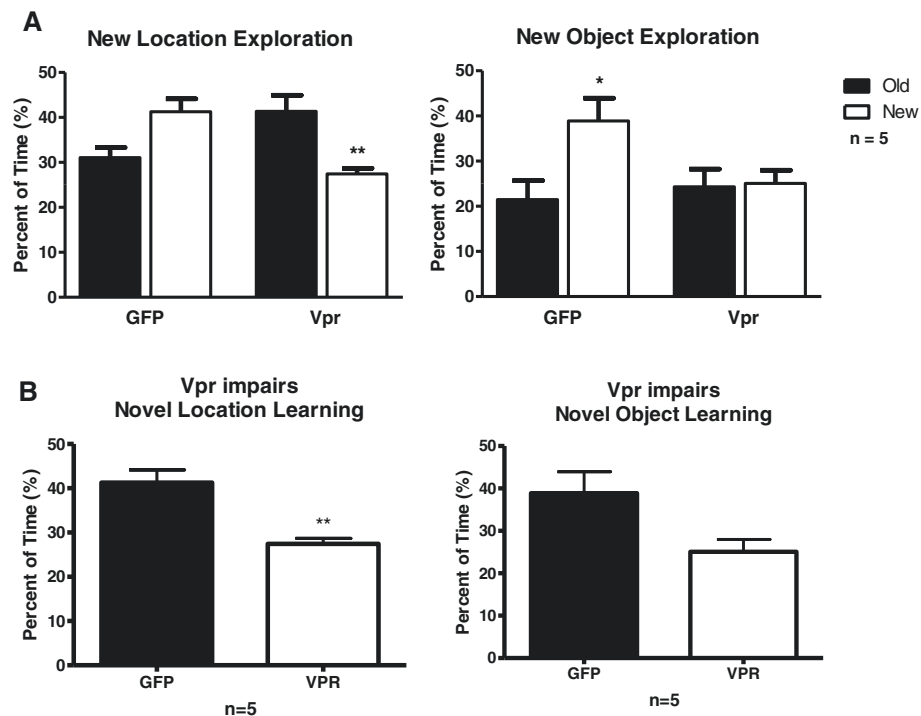 A
New Location Exploration
Percent of Time (%)
50
40
30
20
10
0
**
GFP
Vpr
New Object Exploration
Percent of Time (%)
50
40
30
20
10
0
*
GFP
Vpr
Old
New
n = 5
B
Vpr impairs
Novel Location Learning
Percent of Time (%)
50
40
30
20
10
0
**
GFP
VPR
n=5
Vpr impairs
Novel Object Learning
Percent of Time (%)
50
40
30
20
10
0
GFP
VPR
n=5